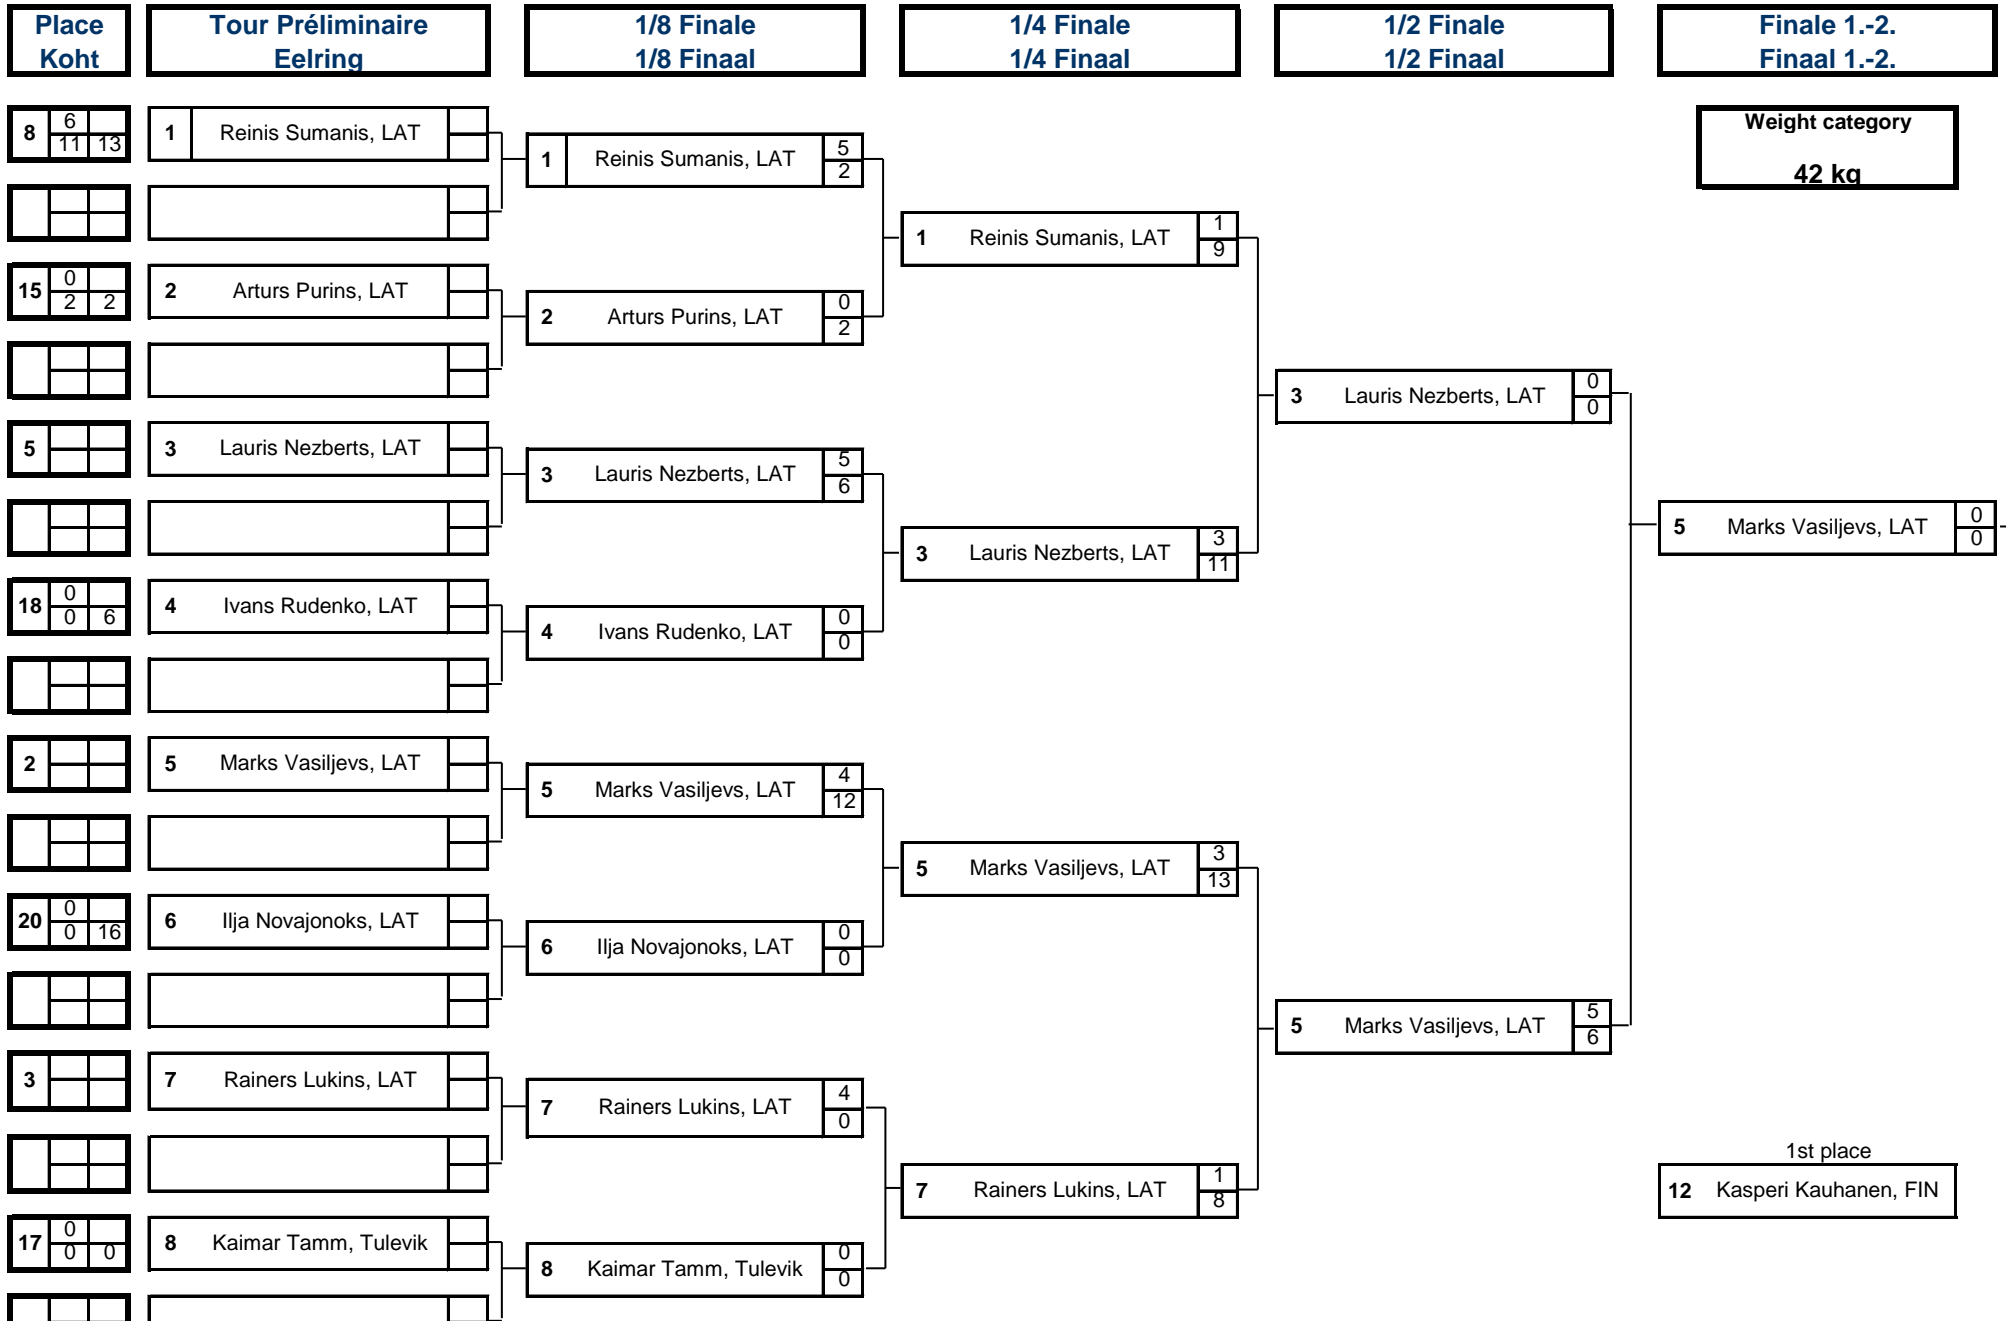 Place Tour Préliminaire 1/8 Finale 1/4 Finale 1/2 Finale Finale 1.-2.
Koht Eelring 1/8 Finaal 1/4 Finaal 1/2 Finaal Finaal 1.-2.
8 6 11 13 1 Reinis Sumanis, LAT
Weight category
42 kg
1 Reinis Sumanis, LAT 5 2
1 Reinis Sumanis, LAT 1 9
15 0 2 2 2 Arturs Purins, LAT
2 Arturs Purins, LAT 0 2
3 Lauris Nezberts, LAT 0 0
5 3 Lauris Nezberts, LAT
3 Lauris Nezberts, LAT 5 6
5 Marks Vasiljevs, LAT 0 0
3 Lauris Nezberts, LAT 3 11
18 0 0 6 4 Ivans Rudenko, LAT
4 Ivans Rudenko, LAT 0 0
2 5 Marks Vasiljevs, LAT
5 Marks Vasiljevs, LAT 4 12
5 Marks Vasiljevs, LAT 3 13
20 0 0 16 6 Ilja Novajonoks, LAT
6 Ilja Novajonoks, LAT 0 0
5 Marks Vasiljevs, LAT 5 6
3 7 Rainers Lukins, LAT
7 Rainers Lukins, LAT 4 0
1st place
7 Rainers Lukins, LAT 1 8
12 Kasperi Kauhanen, FIN
17 0 0 0 8 Kaimar Tamm, Tulevik
8 Kaimar Tamm, Tulevik 0 0